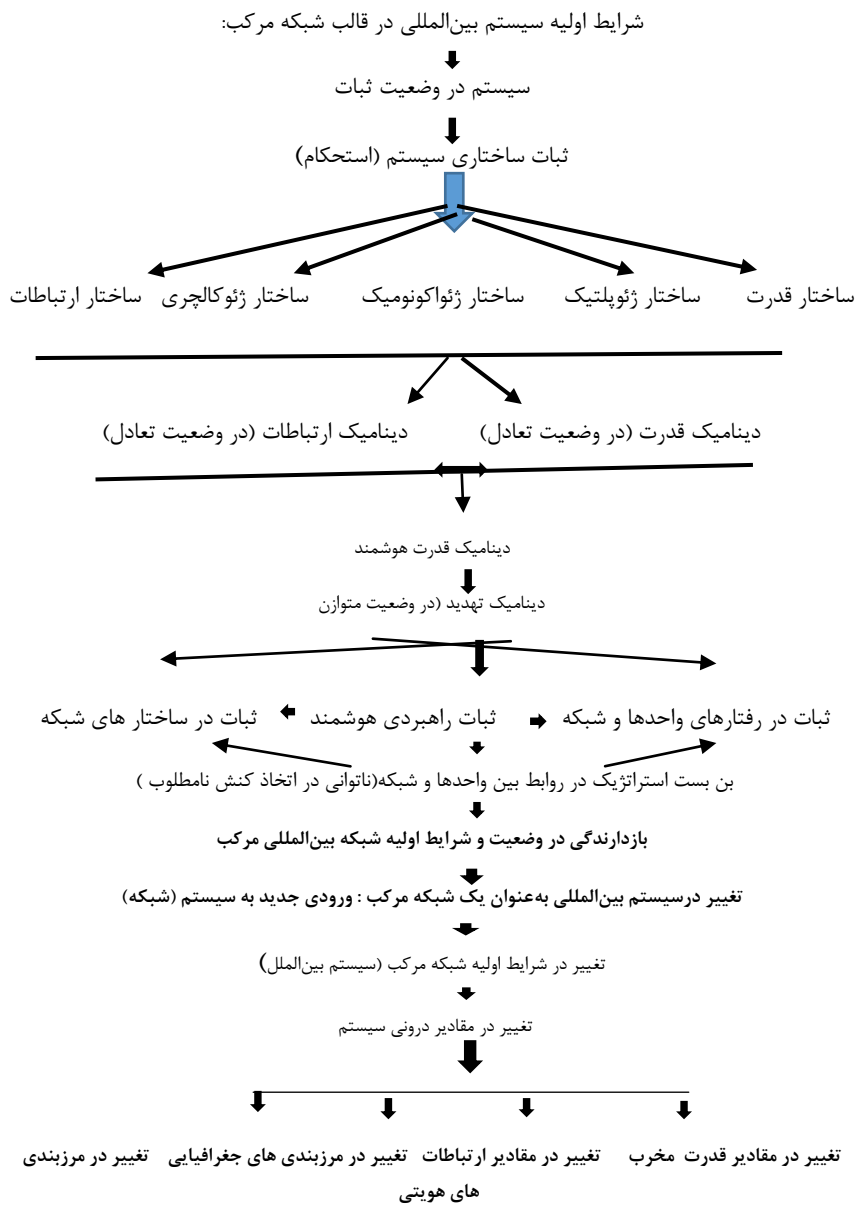 شرایط اولیه سیستم بین‌المللی در قالب شبکه مرکب:
سیستم در وضعیت ثبات
ثبات ساختاری سیستم (استحکام)
ساختار قدرت ساختار ژئوپلتیک ساختار ژئواکونومیک ساختار ژئوکالچری ساختار ارتباطات
دینامیک قدرت (در وضعیت تعادل) دینامیک ارتباطات (در وضعیت تعادل)
دینامیک قدرت هوشمند
دینامیک تهدید (در وضعیت متوازن
ثبات در رفتارهای واحدها و شبکه ثبات راهبردی هوشمند ثبات در ساختار های شبکه
بن بست استراتژیک در روابط بین واحدها و شبکه(ناتوانی در اتخاذ کنش نامطلوب )
بازدارندگی در وضعیت و شرایط اولیه شبکه بین‌المللی مرکب
تغییر درسیستم بین‌المللی به‌عنوان یک شبکه مرکب : ورودی جدید به سیستم (شبکه)
تغییر در شرایط اولیه شبکه مرکب (سیستم بین‌الملل)
تغییر در مقادیر درونی سیستم
تغییر در مقادیر قدرت مخرب تغییر در مقادیر ارتباطات تغییر در مرزبندی های جغرافیایی تغییر در مرزبندی
های هویتی